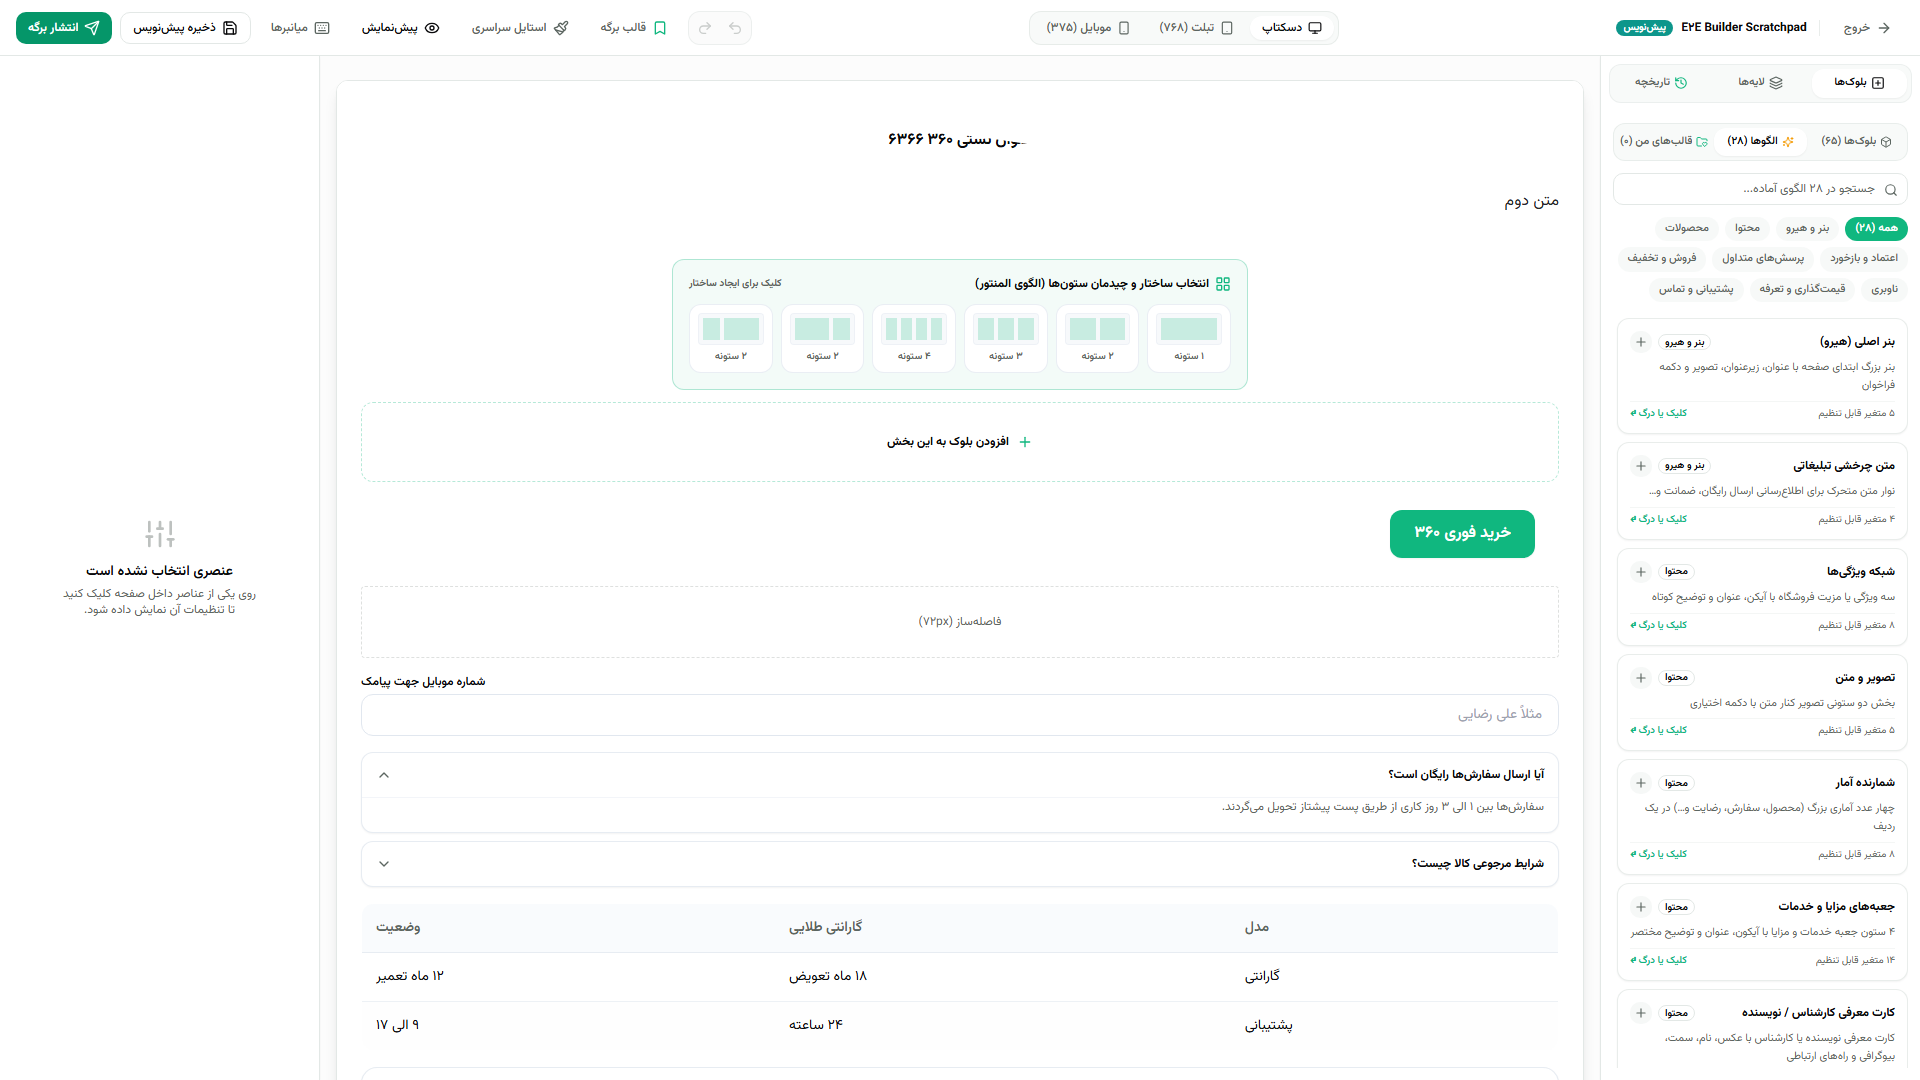 خروج
E۲E Builder Scratchpad
پیش‌نویس
دسکتاپ
تبلت (۷۶۸)
موبایل (۳۷۵)
قالب برگه
استایل سراسری
پیش‌نمایش
میانبرها
ذخیره پیش‌نویس
انتشار برگه
بلوک‌ها
لایه‌ها
تاریخچه
بلوک‌ها (۶۵)
الگوها (۲۸)
قالب‌های من (۰)
جستجو در ۲۸ الگوی آماده...
همه (۲۸)
بنر و هیرو
محتوا
محصولات
اعتماد و بازخورد
پرسش‌های متداول
فروش و تخفیف
ناوبری
قیمت‌گذاری و تعرفه
پشتیبانی و تماس
بنر اصلی (هیرو)
بنر و هیرو
بنر بزرگ ابتدای صفحه با عنوان، زیرعنوان، تصویر و دکمه
فراخوان
۵ متغیر قابل تنظیم
کلیک یا درگ
متن چرخشی تبلیغاتی
بنر و هیرو
نوار متن متحرک برای اطلاع‌رسانی ارسال رایگان، ضمانت و...
۴ متغیر قابل تنظیم
کلیک یا درگ
شبکه ویژگی‌ها
محتوا
سه ویژگی یا مزیت فروشگاه با آیکن، عنوان و توضیح کوتاه
۸ متغیر قابل تنظیم
کلیک یا درگ
تصویر و متن
محتوا
بخش دو ستونی تصویر کنار متن با دکمه اختیاری
۵ متغیر قابل تنظیم
کلیک یا درگ
شمارنده آمار
محتوا
چهار عدد آماری بزرگ (محصول، سفارش، رضایت و...) در یک
ردیف
۸ متغیر قابل تنظیم
کلیک یا درگ
جعبه‌های مزایا و خدمات
محتوا
۴ ستون جعبه خدمات و مزایا با آیکون، عنوان و توضیح مختصر
۱۴ متغیر قابل تنظیم
کلیک یا درگ
کارت معرفی کارشناس / نویسنده
محتوا
کارت معرفی نویسنده یا کارشناس با عکس، نام، سمت،
بیوگرافی و راه‌های ارتباطی
تستی ۳۶۰ ۶۳۶۶
متن دوم
انتخاب ساختار و چیدمان ستون‌ها (الگوی المنتور)
کلیک برای ایجاد ساختار
۱ ستونه
۲ ستونه
۳ ستونه
۴ ستونه
۲ ستونه
۲ ستونه
افزودن بلوک به این بخش
خرید فوری ۳۶۰
فاصله‌ساز (۷۲px)
شماره موبایل جهت پیامک
مثلاً علی رضایی
آیا ارسال سفارش‌ها رایگان است؟
سفارش‌ها بین ۱ الی ۳ روز کاری از طریق پست پیشتاز تحویل می‌گردند.
شرایط مرجوعی کالا چیست؟
مدل
گارانتی طلایی
وضعیت
گارانتی
۱۸ ماه تعویض
۱۲ ماه تعمیر
پشتیبانی
۲۴ ساعته
۹ الی ۱۷
عنصری انتخاب نشده است
روی یکی از عناصر داخل صفحه کلیک کنید
تا تنظیمات آن نمایش داده شود.